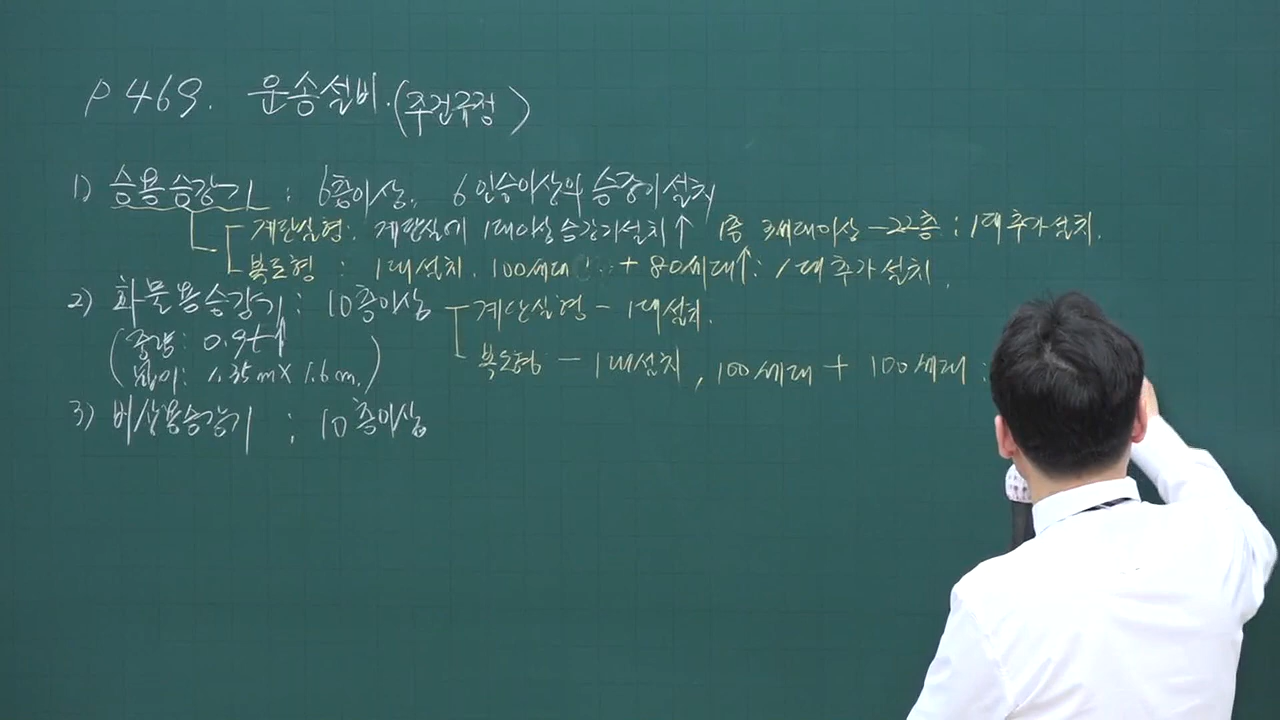 P 469. 운송설비. (주건규정)
1) 승용승강기 : 6층이상. 6인승이상의 승강기설치
계단실형: 계단실에 1대이상 승강기설치↑ 층 3세대이상 - 22층 : 1대추가설치.
복도형 : 1대설치. 100세대 + 80세대↑: 1대추가설치.
2) 화물용승강기: 10층이상 계단실형 - 1대설치.
(중량: 0.9t↑
넓이: 1.35m × 1.6m.) 복도형 - 1대설치, 100세대 + 100세대
3) 비상용승강기 : 10층이상